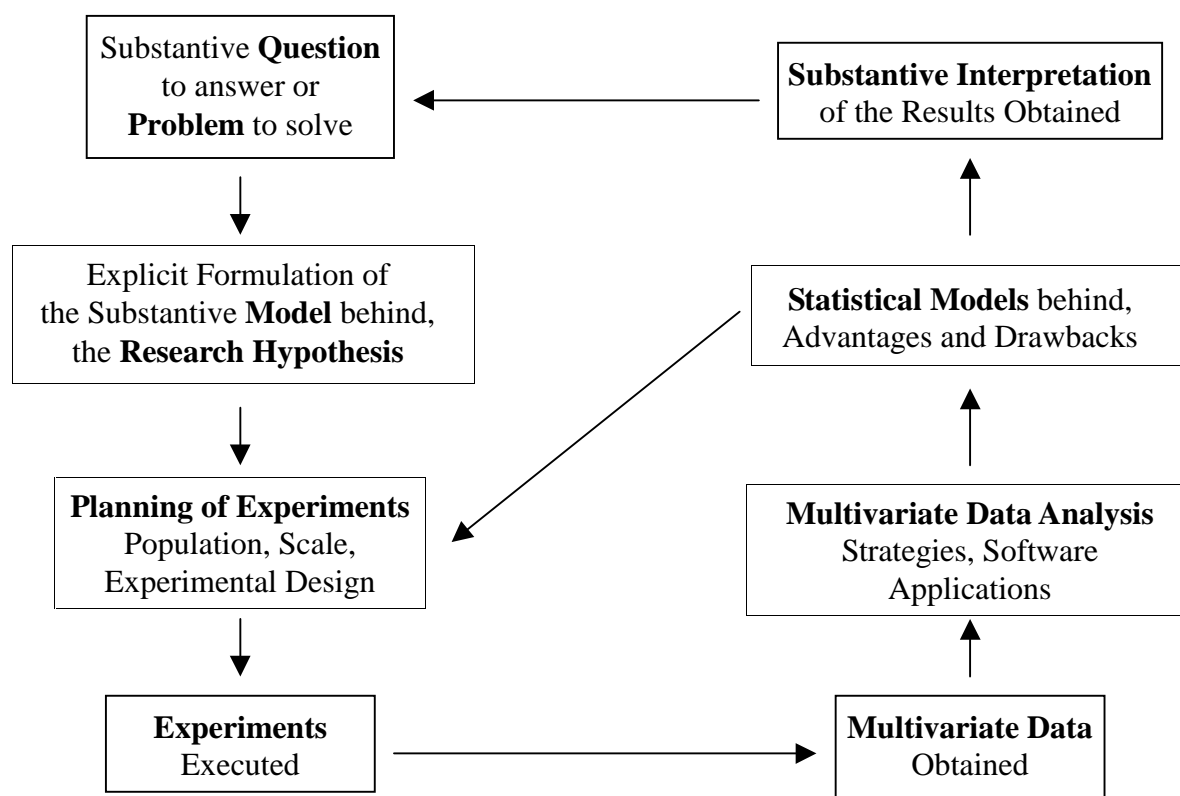 Substantive Question
to answer or
Problem to solve
Explicit Formulation of
the Substantive Model behind,
the Research Hypothesis
Planning of Experiments
Population, Scale,
Experimental Design
Experiments
Executed
Substantive Interpretation
of the Results Obtained
Statistical Models behind,
Advantages and Drawbacks
Multivariate Data Analysis
Strategies, Software
Applications
Multivariate Data
Obtained